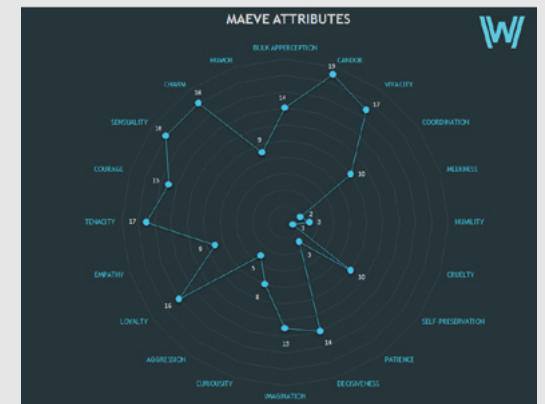 MAEVE ATTRIBUTES
W
BULK APPERCEPTION
HUMOR
CANDOR
19
CHARM
VIVACITY
18
14
17
SENSUALITY
COORDINATION
18
9
COURAGE
MEEKNESS
15
10
TENACITY
17
2
3
HUMILITY
1
EMPATHY
9
3
CRUELTY
10
5
LOYALTY
16
8
SELF-PRESERVATION
13
14
AGGRESSION
PATIENCE
CURIOUSITY
DECISIVENESS
IMAGINATION